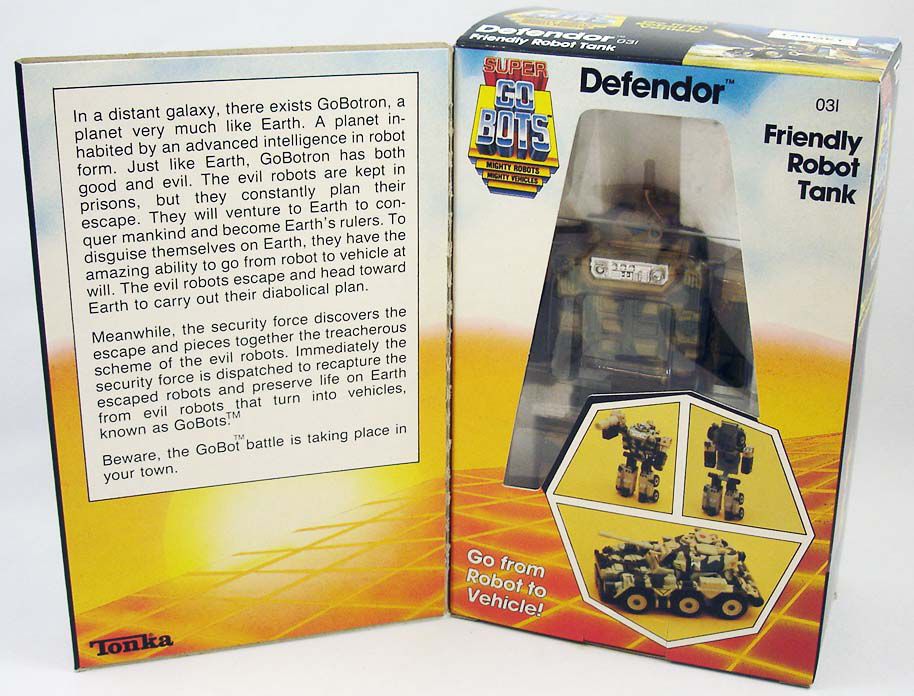 In a distant galaxy, there exists GoBotron, a
planet very much like Earth. A planet in-
habited by an advanced intelligence in robot
form. Just like Earth, GoBotron has both
good and evil. The evil robots are kept in
prisons, but they constantly plan their
escape. They will venture to Earth to con-
quer mankind and become Earth's rulers. To
disguise themselves on Earth, they have the
amazing ability to go from robot to vehicle at
will. The evil robots escape and head toward
Earth to carry out their diabolical plan.
Meanwhile, the security force discovers the
escape and pieces together the treacherous
scheme of the evil robots. Immediately the
security force is dispatched to recapture the
escaped robots and preserve life on Earth
from evil robots that turn into vehicles,
known as GoBots.™
Beware, the GoBot™ battle is taking place in
your town.
Tonka
Defendor™ 031
Friendly Robot Tank
SUPER
GO
BOTS™
MIGHTY ROBOTS
MIGHTY VEHICLES
Defendor™
031
Friendly
Robot
Tank
Go from
Robot to
Vehicle!